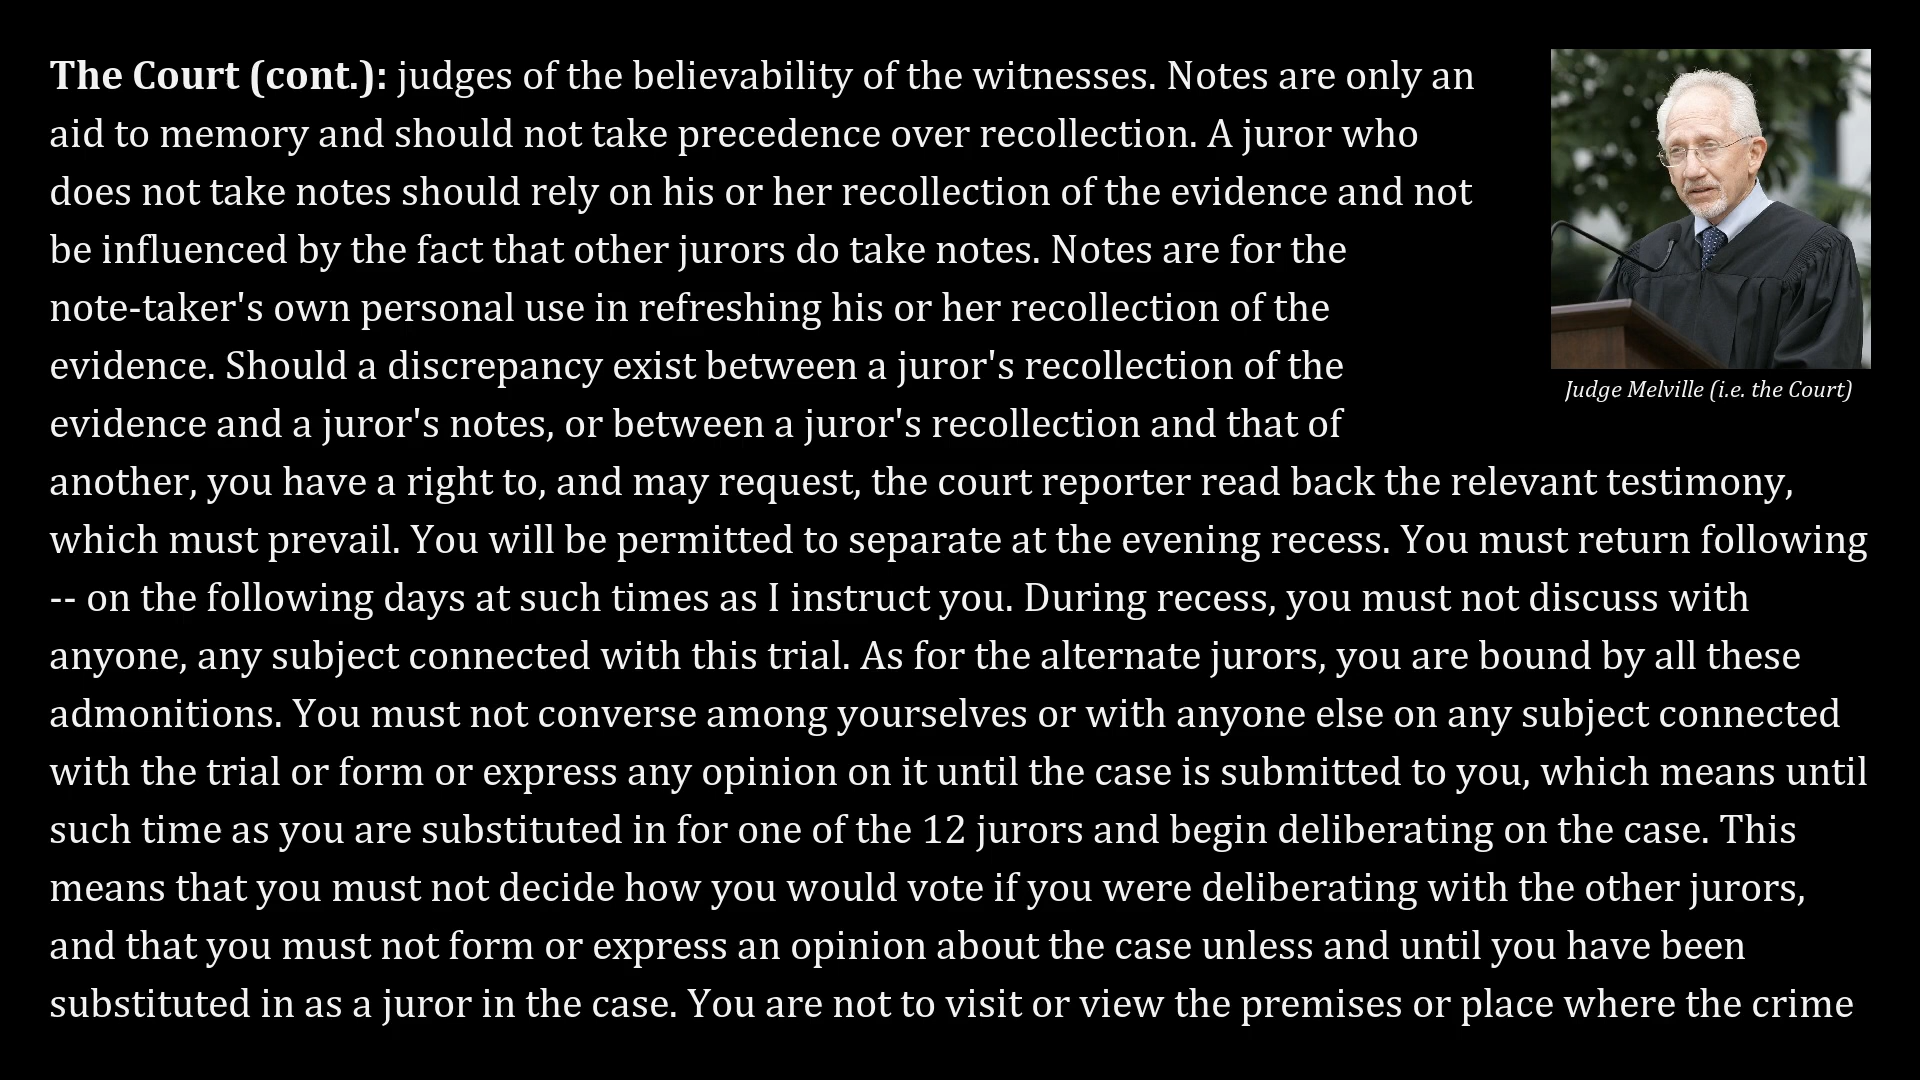 The Court (cont.): judges of the believability of the witnesses. Notes are only an
aid to memory and should not take precedence over recollection. A juror who
does not take notes should rely on his or her recollection of the evidence and not
be influenced by the fact that other jurors do take notes. Notes are for the
note-taker's own personal use in refreshing his or her recollection of the
evidence. Should a discrepancy exist between a juror's recollection of the
evidence and a juror's notes, or between a juror's recollection and that of
another, you have a right to, and may request, the court reporter read back the relevant testimony,
which must prevail. You will be permitted to separate at the evening recess. You must return following
-- on the following days at such times as I instruct you. During recess, you must not discuss with
anyone, any subject connected with this trial. As for the alternate jurors, you are bound by all these
admonitions. You must not converse among yourselves or with anyone else on any subject connected
with the trial or form or express any opinion on it until the case is submitted to you, which means until
such time as you are substituted in for one of the 12 jurors and begin deliberating on the case. This
means that you must not decide how you would vote if you were deliberating with the other jurors,
and that you must not form or express an opinion about the case unless and until you have been
substituted in as a juror in the case. You are not to visit or view the premises or place where the crime
Judge Melville (i.e. the Court)